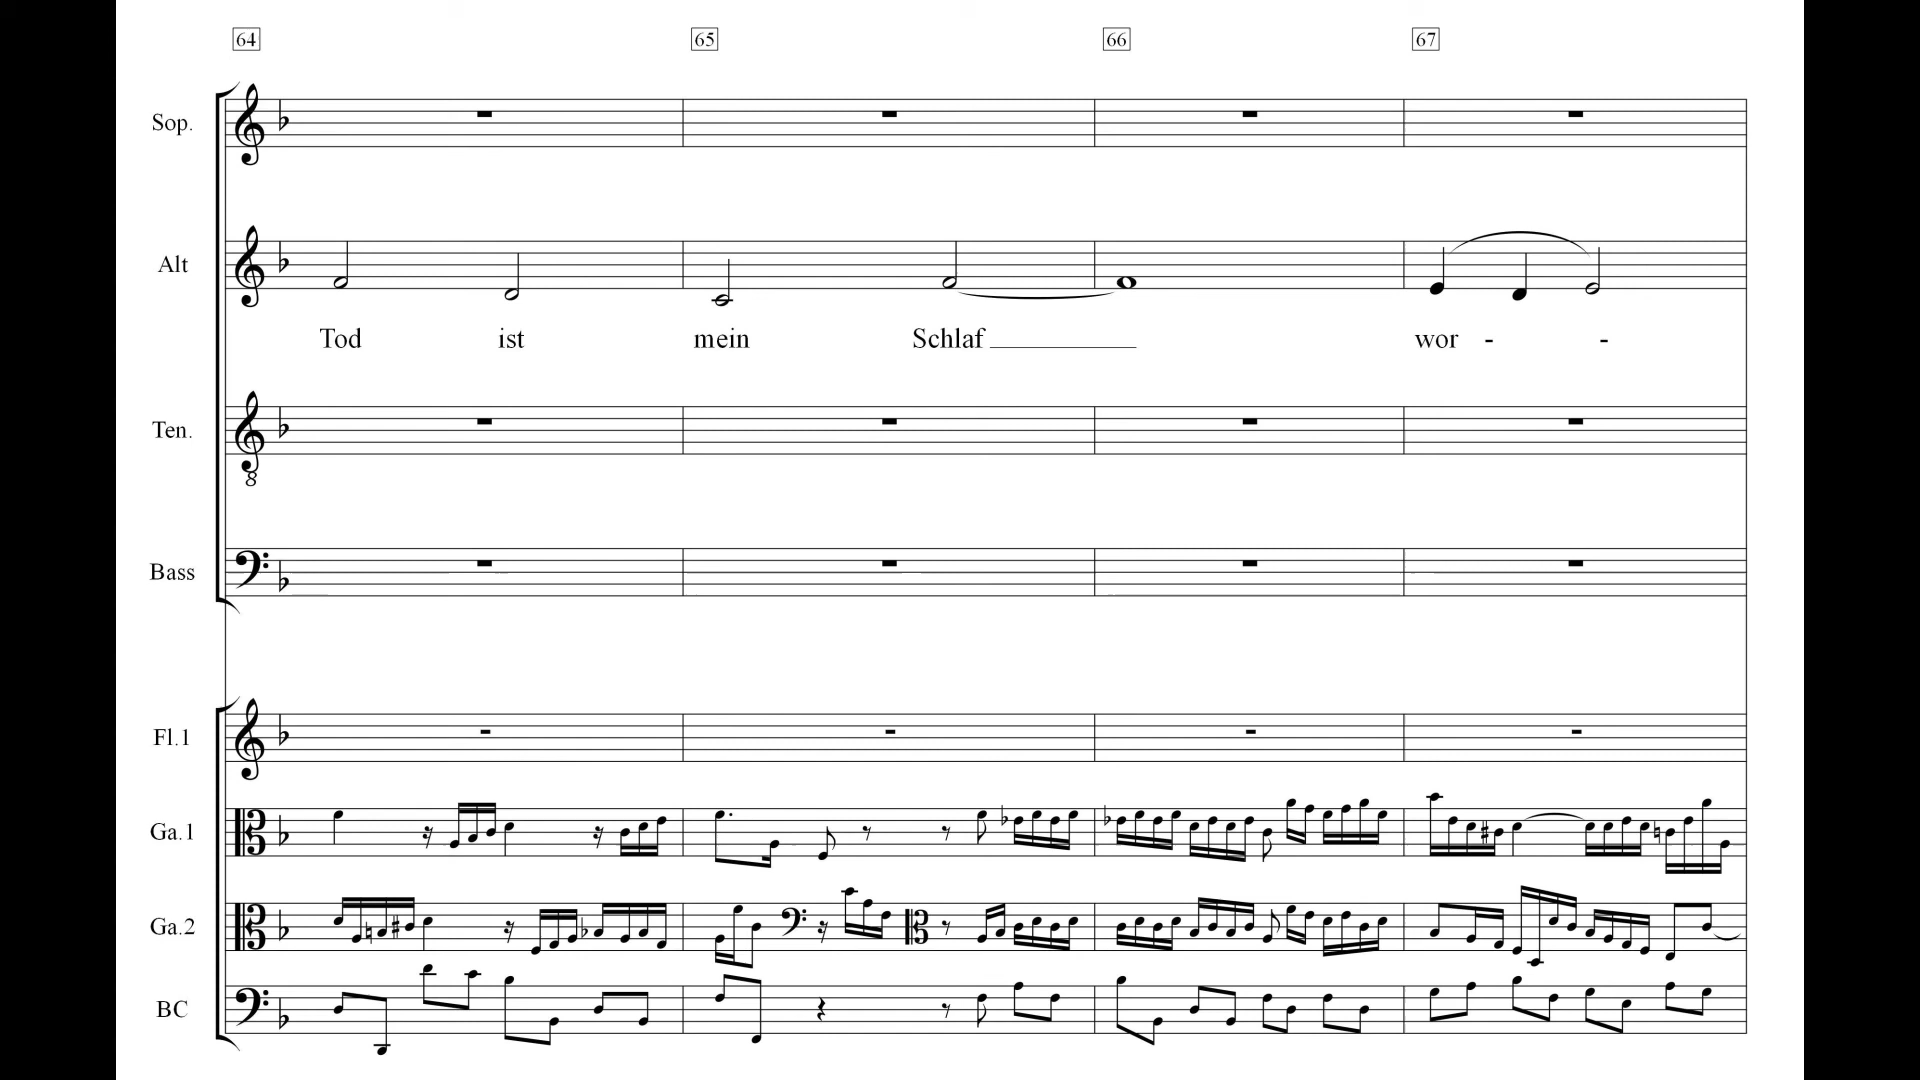 64 65 66 67
Sop.
Alt
Tod ist mein Schlaf wor - -
Ten.
8
Bass
Fl.1
Ga.1
Ga.2
BC